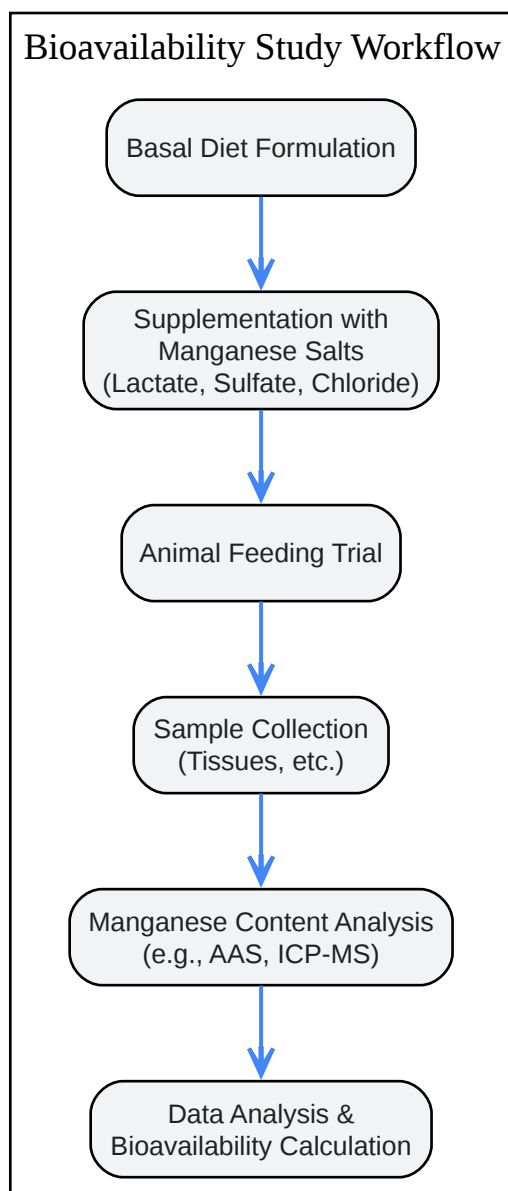 Bioavailability Study Workflow
Basal Diet Formulation
Supplementation with
Manganese Salts
(Lactate, Sulfate, Chloride)
Animal Feeding Trial
Sample Collection
(Tissues, etc.)
Manganese Content Analysis
(e.g., AAS, ICP-MS)
Data Analysis &
Bioavailability Calculation